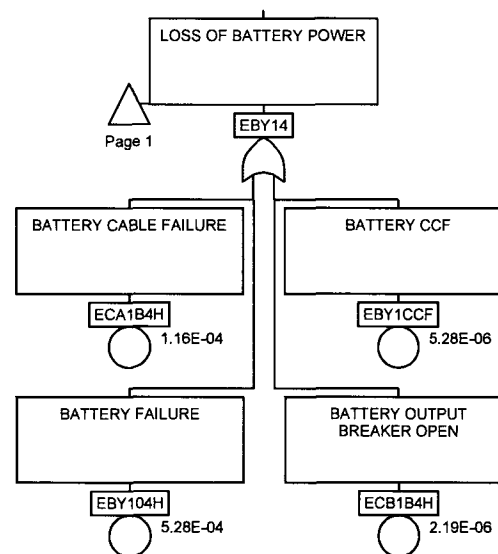 LOSS OF BATTERY POWER
Page 1
EBY14
BATTERY CABLE FAILURE
ECA1B4H
1.16E-04
BATTERY CCF
EBY1CCF
5.28E-06
BATTERY FAILURE
EBY104H
5.28E-04
BATTERY OUTPUT
BREAKER OPEN
ECB1B4H
2.19E-06